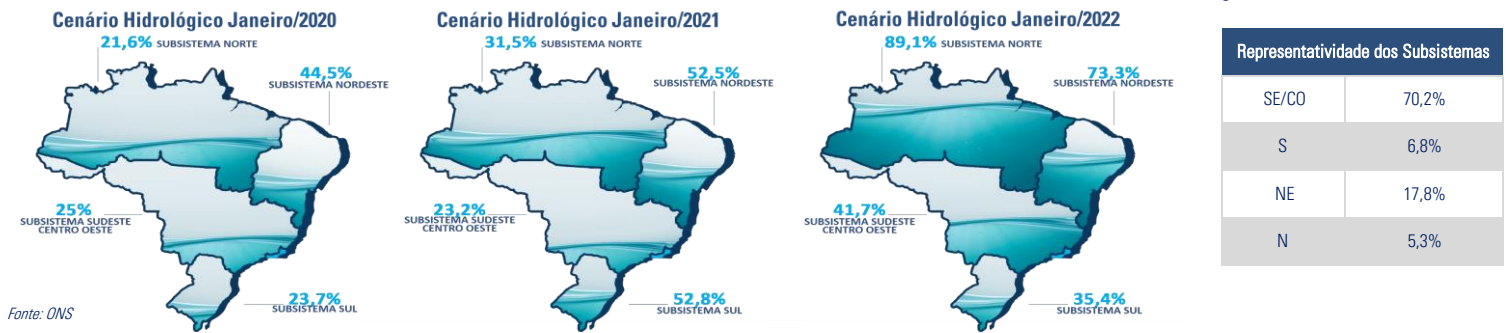 Cenário Hidrológico Janeiro/2020
21,6% SUBSISTEMA NORTE
44,5%
SUBSISTEMA NORDESTE
25%
SUBSISTEMA SUDESTE
CENTRO OESTE
23,7%
SUBSISTEMA SUL
Fonte: ONS
Cenário Hidrológico Janeiro/2021
31,5% SUBSISTEMA NORTE
52,5%
SUBSISTEMA NORDESTE
23,2%
SUBSISTEMA SUDESTE
CENTRO OESTE
52,8%
SUBSISTEMA SUL
Cenário Hidrológico Janeiro/2022
89,1% SUBSISTEMA NORTE
73,3%
SUBSISTEMA NORDESTE
41,7%
SUBSISTEMA SUDESTE
CENTRO OESTE
35,4%
SUBSISTEMA SUL
Representatividade dos Subsistemas
SE/CO 70,2%
S 6,8%
NE 17,8%
N 5,3%